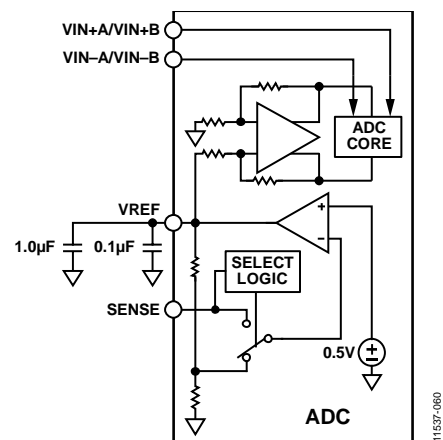 VIN+A/VIN+B
VIN–A/VIN–B
ADC
CORE
VREF
1.0µF
0.1µF
+
–
SELECT
LOGIC
SENSE
0.5V
ADC
11537-060